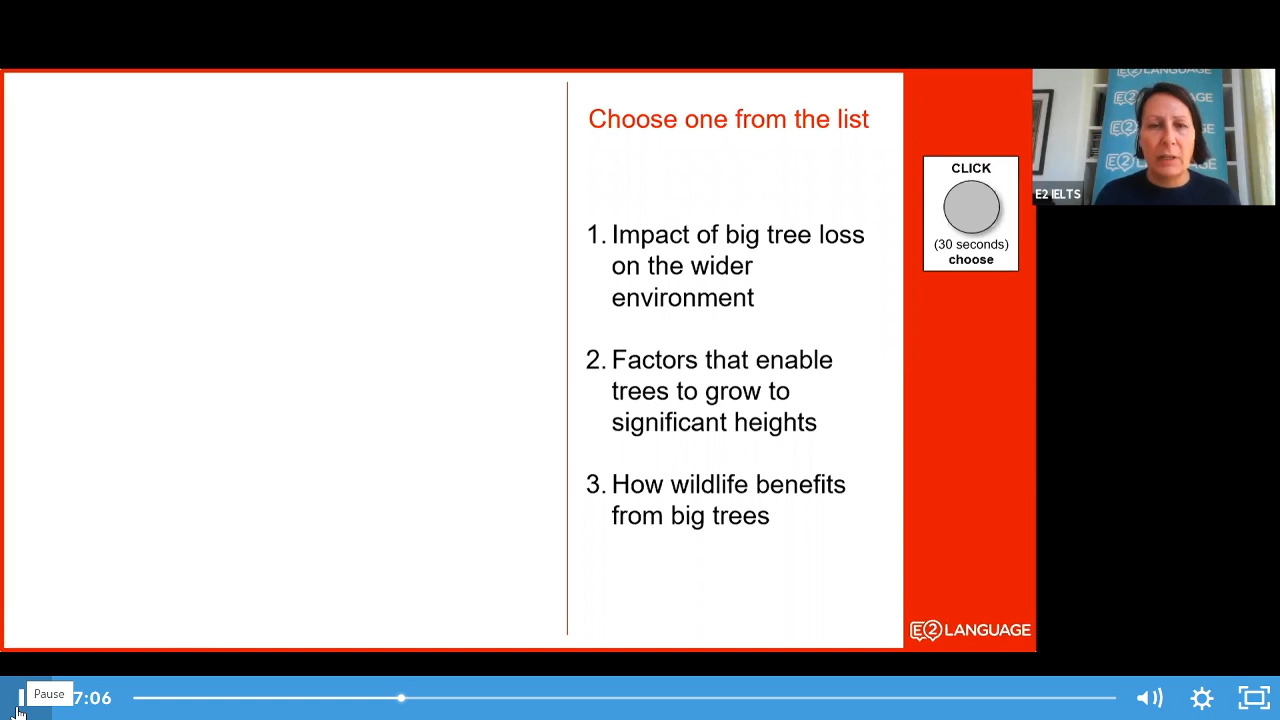 Choose one from the list
1. Impact of big tree loss
on the wider
environment
2. Factors that enable
trees to grow to
significant heights
3. How wildlife benefits
from big trees
CLICK
(30 seconds)
choose
E2 LANGUAGE
E2 LANGUAGE
E2 IELTS
Pause
7:06